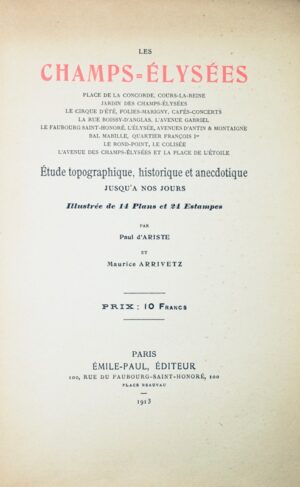 LES
CHAMPS-ÉLYSÉES
PLACE DE LA CONCORDE, COURS-LA-REINE
JARDIN DES CHAMPS-ÉLYSÉES
LE CIRQUE D'ÉTÉ, FOLIES-MARIGNY, CAFÉS-CONCERTS
LA RUE BOISSY-D'ANGLAS, L'AVENUE GABRIEL
LE FAUBOURG SAINT-HONORÉ, L'ÉLYSÉE, AVENUES D'ANTIN & MONTAIGNE
BAL MABILLE, QUARTIER FRANÇOIS Ier
LE ROND-POINT, LE COLISÉE
L'AVENUE DES CHAMPS-ÉLYSÉES ET LA PLACE DE L'ÉTOILE
Étude topographique, historique et anecdotique
JUSQU'A NOS JOURS
Illustrée de 14 Plans et 24 Estampes
PAR
Paul d'ARISTE
ET
Maurice ARRIVETZ
PRIX : 10 FRANCS
PARIS
ÉMILE-PAUL, ÉDITEUR
100, RUE DU FAUBOURG-SAINT-HONORÉ, 100
PLACE BEAUVAU
1913